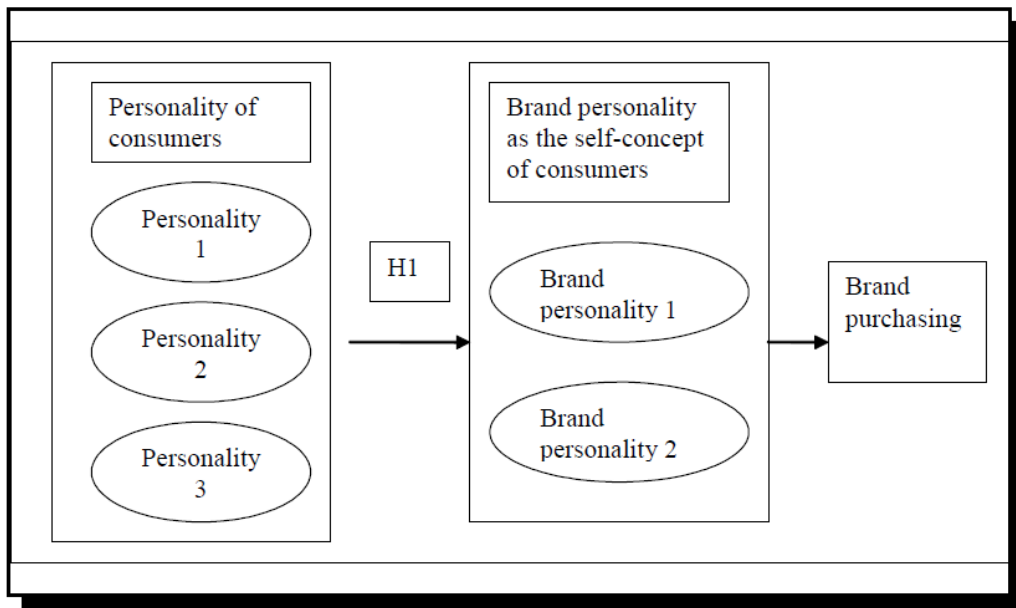 Personality of
consumers
Personality
1
Personality
2
Personality
3
H1
Brand personality
as the self-concept
of consumers
Brand
personality 1
Brand
personality 2
Brand
purchasing